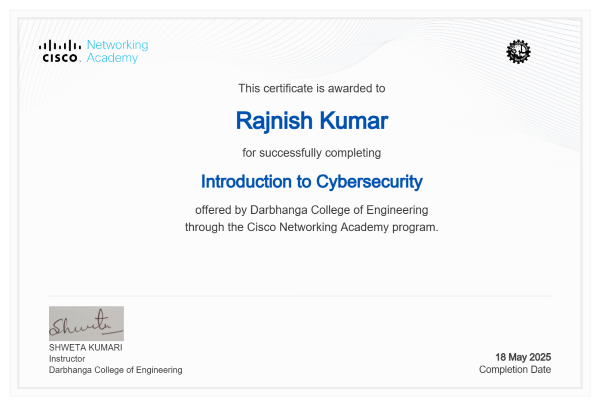 Networking
CISCO. Academy
This certificate is awarded to
Rajnish Kumar
for successfully completing
Introduction to Cybersecurity
offered by Darbhanga College of Engineering
through the Cisco Networking Academy program.
Shweta
SHWETA KUMARI
Instructor
Darbhanga College of Engineering
18 May 2025
Completion Date